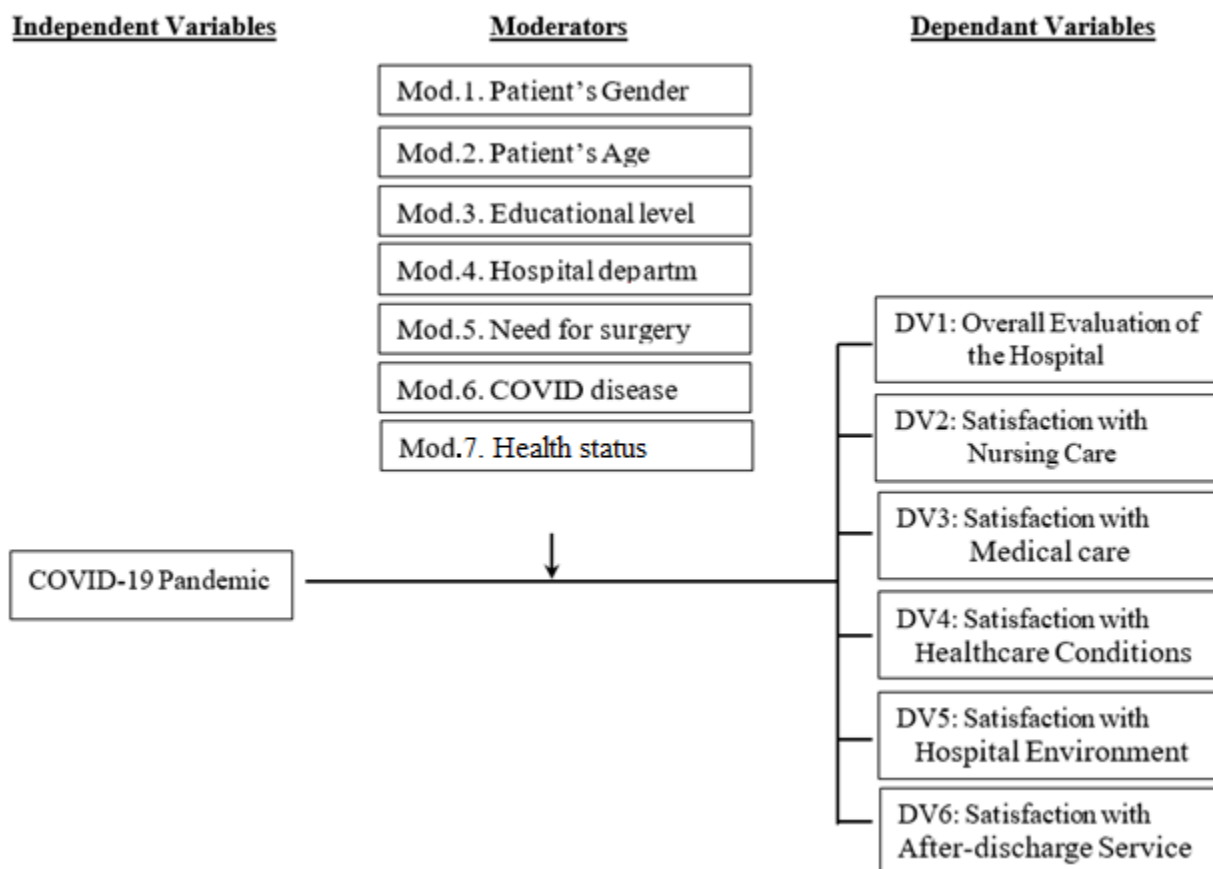 Independent Variables
Moderators
Dependant Variables
Mod.1. Patient’s Gender
Mod.2. Patient’s Age
Mod.3. Educational level
Mod.4. Hospital departm
Mod.5. Need for surgery
Mod.6. COVID disease
Mod.7. Health status
COVID-19 Pandemic
DV1: Overall Evaluation of
the Hospital
DV2: Satisfaction with
Nursing Care
DV3: Satisfaction with
Medical care
DV4: Satisfaction with
Healthcare Conditions
DV5: Satisfaction with
Hospital Environment
DV6: Satisfaction with
After-discharge Service